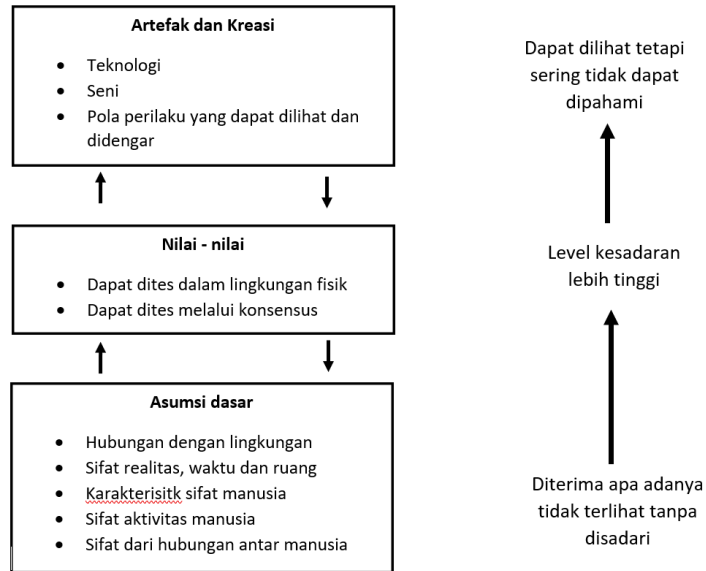 Artefak dan Kreasi
• Teknologi
• Seni
• Pola perilaku yang dapat dilihat dan
didengar
Dapat dilihat tetapi
sering tidak dapat
dipahami
Nilai - nilai
• Dapat dites dalam lingkungan fisik
• Dapat dites melalui konsensus
Level kesadaran
lebih tinggi
Asumsi dasar
• Hubungan dengan lingkungan
• Sifat realitas, waktu dan ruang
• Karakterisitk sifat manusia
• Sifat aktivitas manusia
• Sifat dari hubungan antar manusia
Diterima apa adanya
tidak terlihat tanpa
disadari